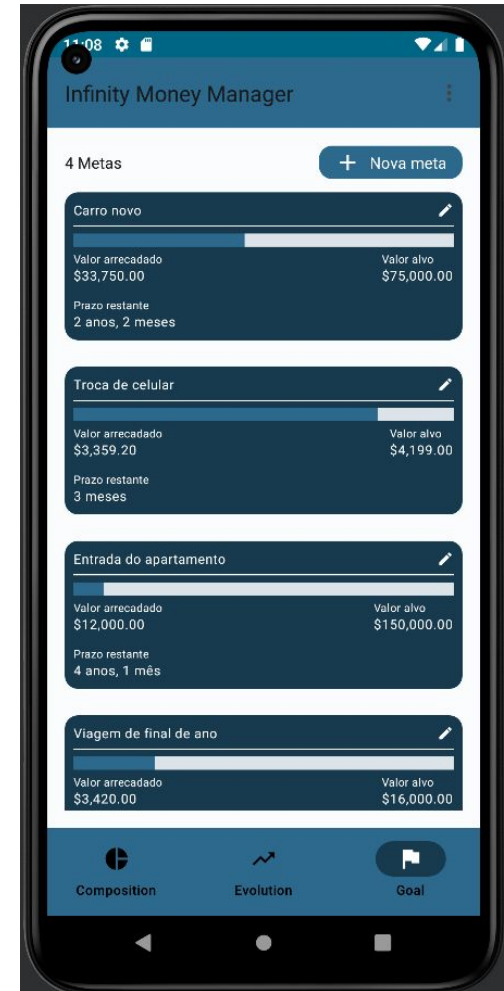 11:08
Infinity Money Manager
4 Metas
+ Nova meta
Carro novo
Valor arrecadado Valor alvo
$33,750.00 $75,000.00
Prazo restante
2 anos, 2 meses
Troca de celular
Valor arrecadado Valor alvo
$3,359.20 $4,199.00
Prazo restante
3 meses
Entrada do apartamento
Valor arrecadado Valor alvo
$12,000.00 $150,000.00
Prazo restante
4 anos, 1 mês
Viagem de final de ano
Valor arrecadado Valor alvo
$3,420.00 $16,000.00
Composition Evolution Goal